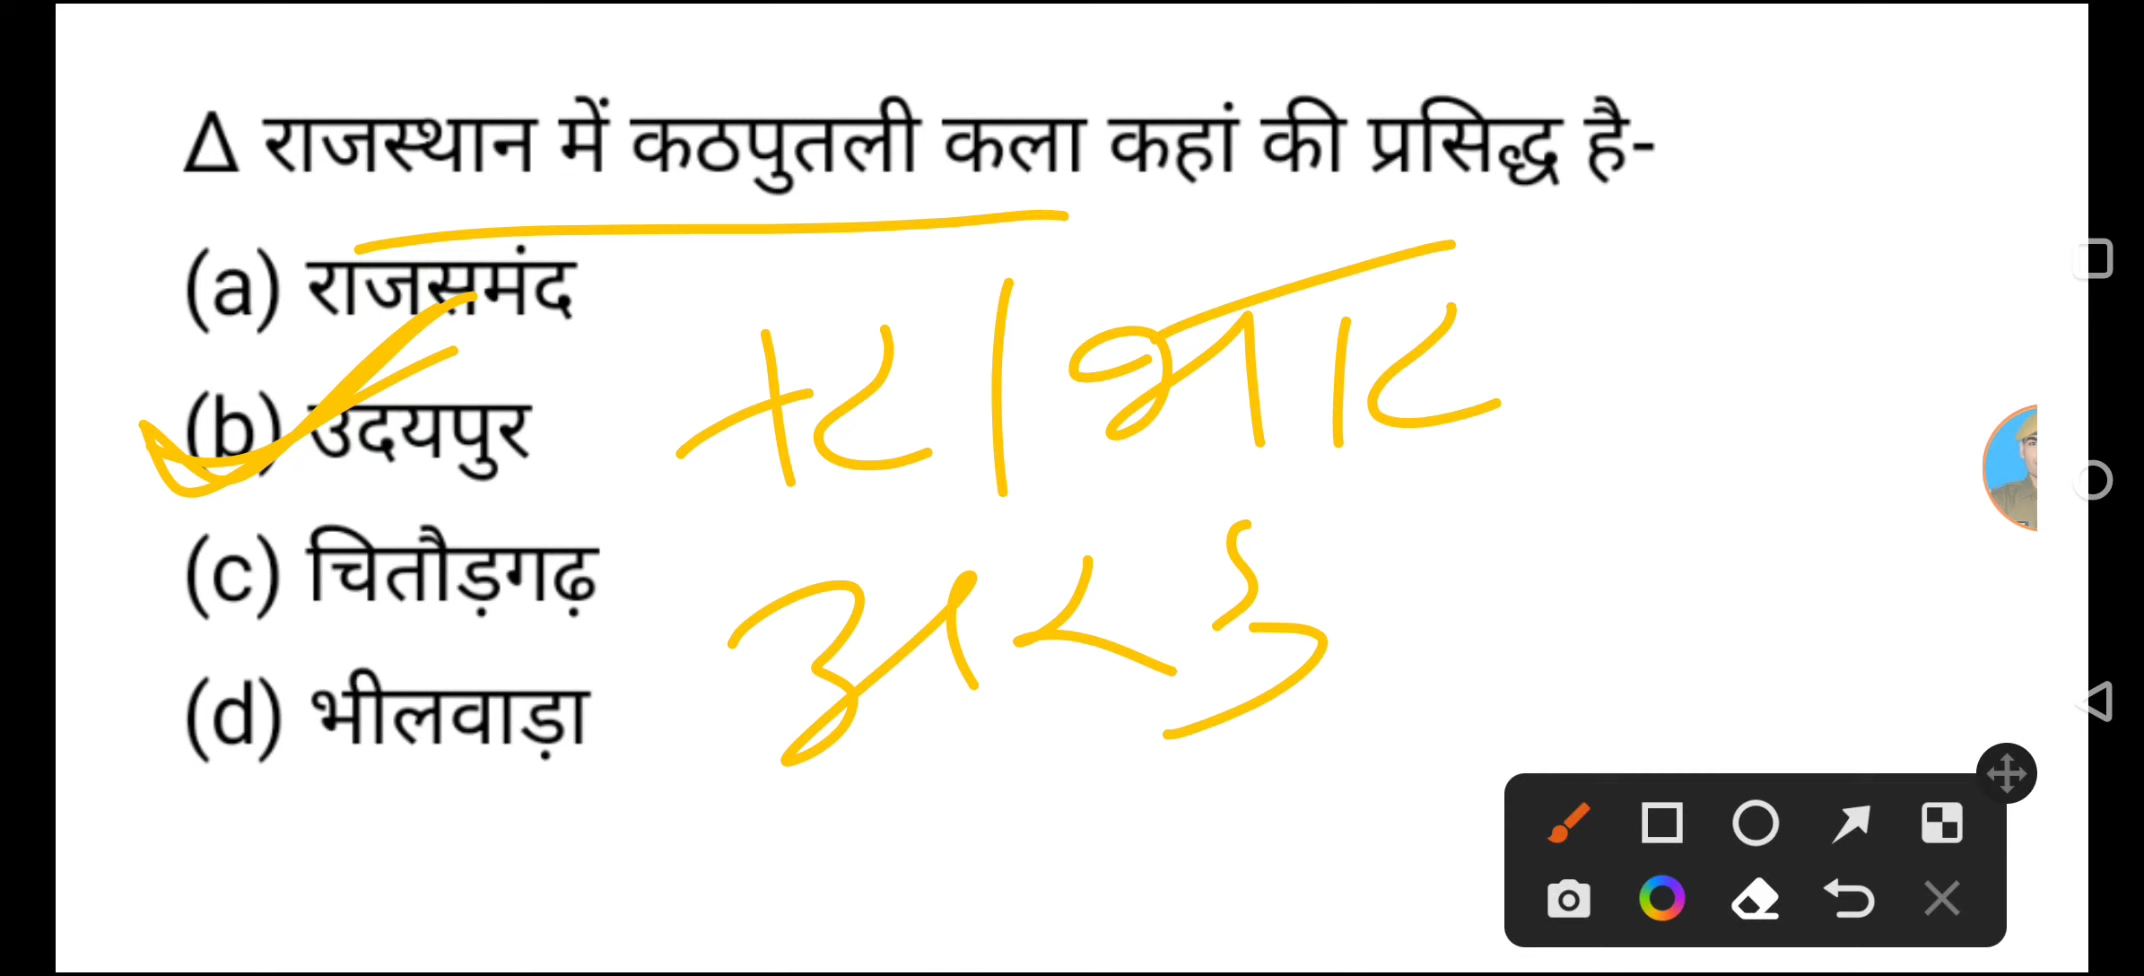 Δ राजस्थान में कठपुतली कला कहां की प्रसिद्ध है-
(a) राजसमंद
(b) उदयपुर
(c) चितौड़गढ़
(d) भीलवाड़ा